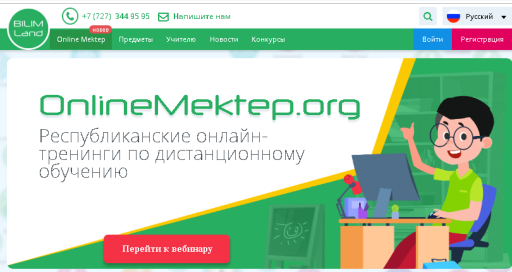 BILIM
Land
+7 (727) 344 95 95
Напишите нам
Русский
Новое
Online Mektep
Предметы
Учителю
Новости
Конкурсы
Войти
Регистрация
OnlineMektep.org
Республиканские онлайн-
тренинги по дистанционному
обучению
Перейти к вебинару